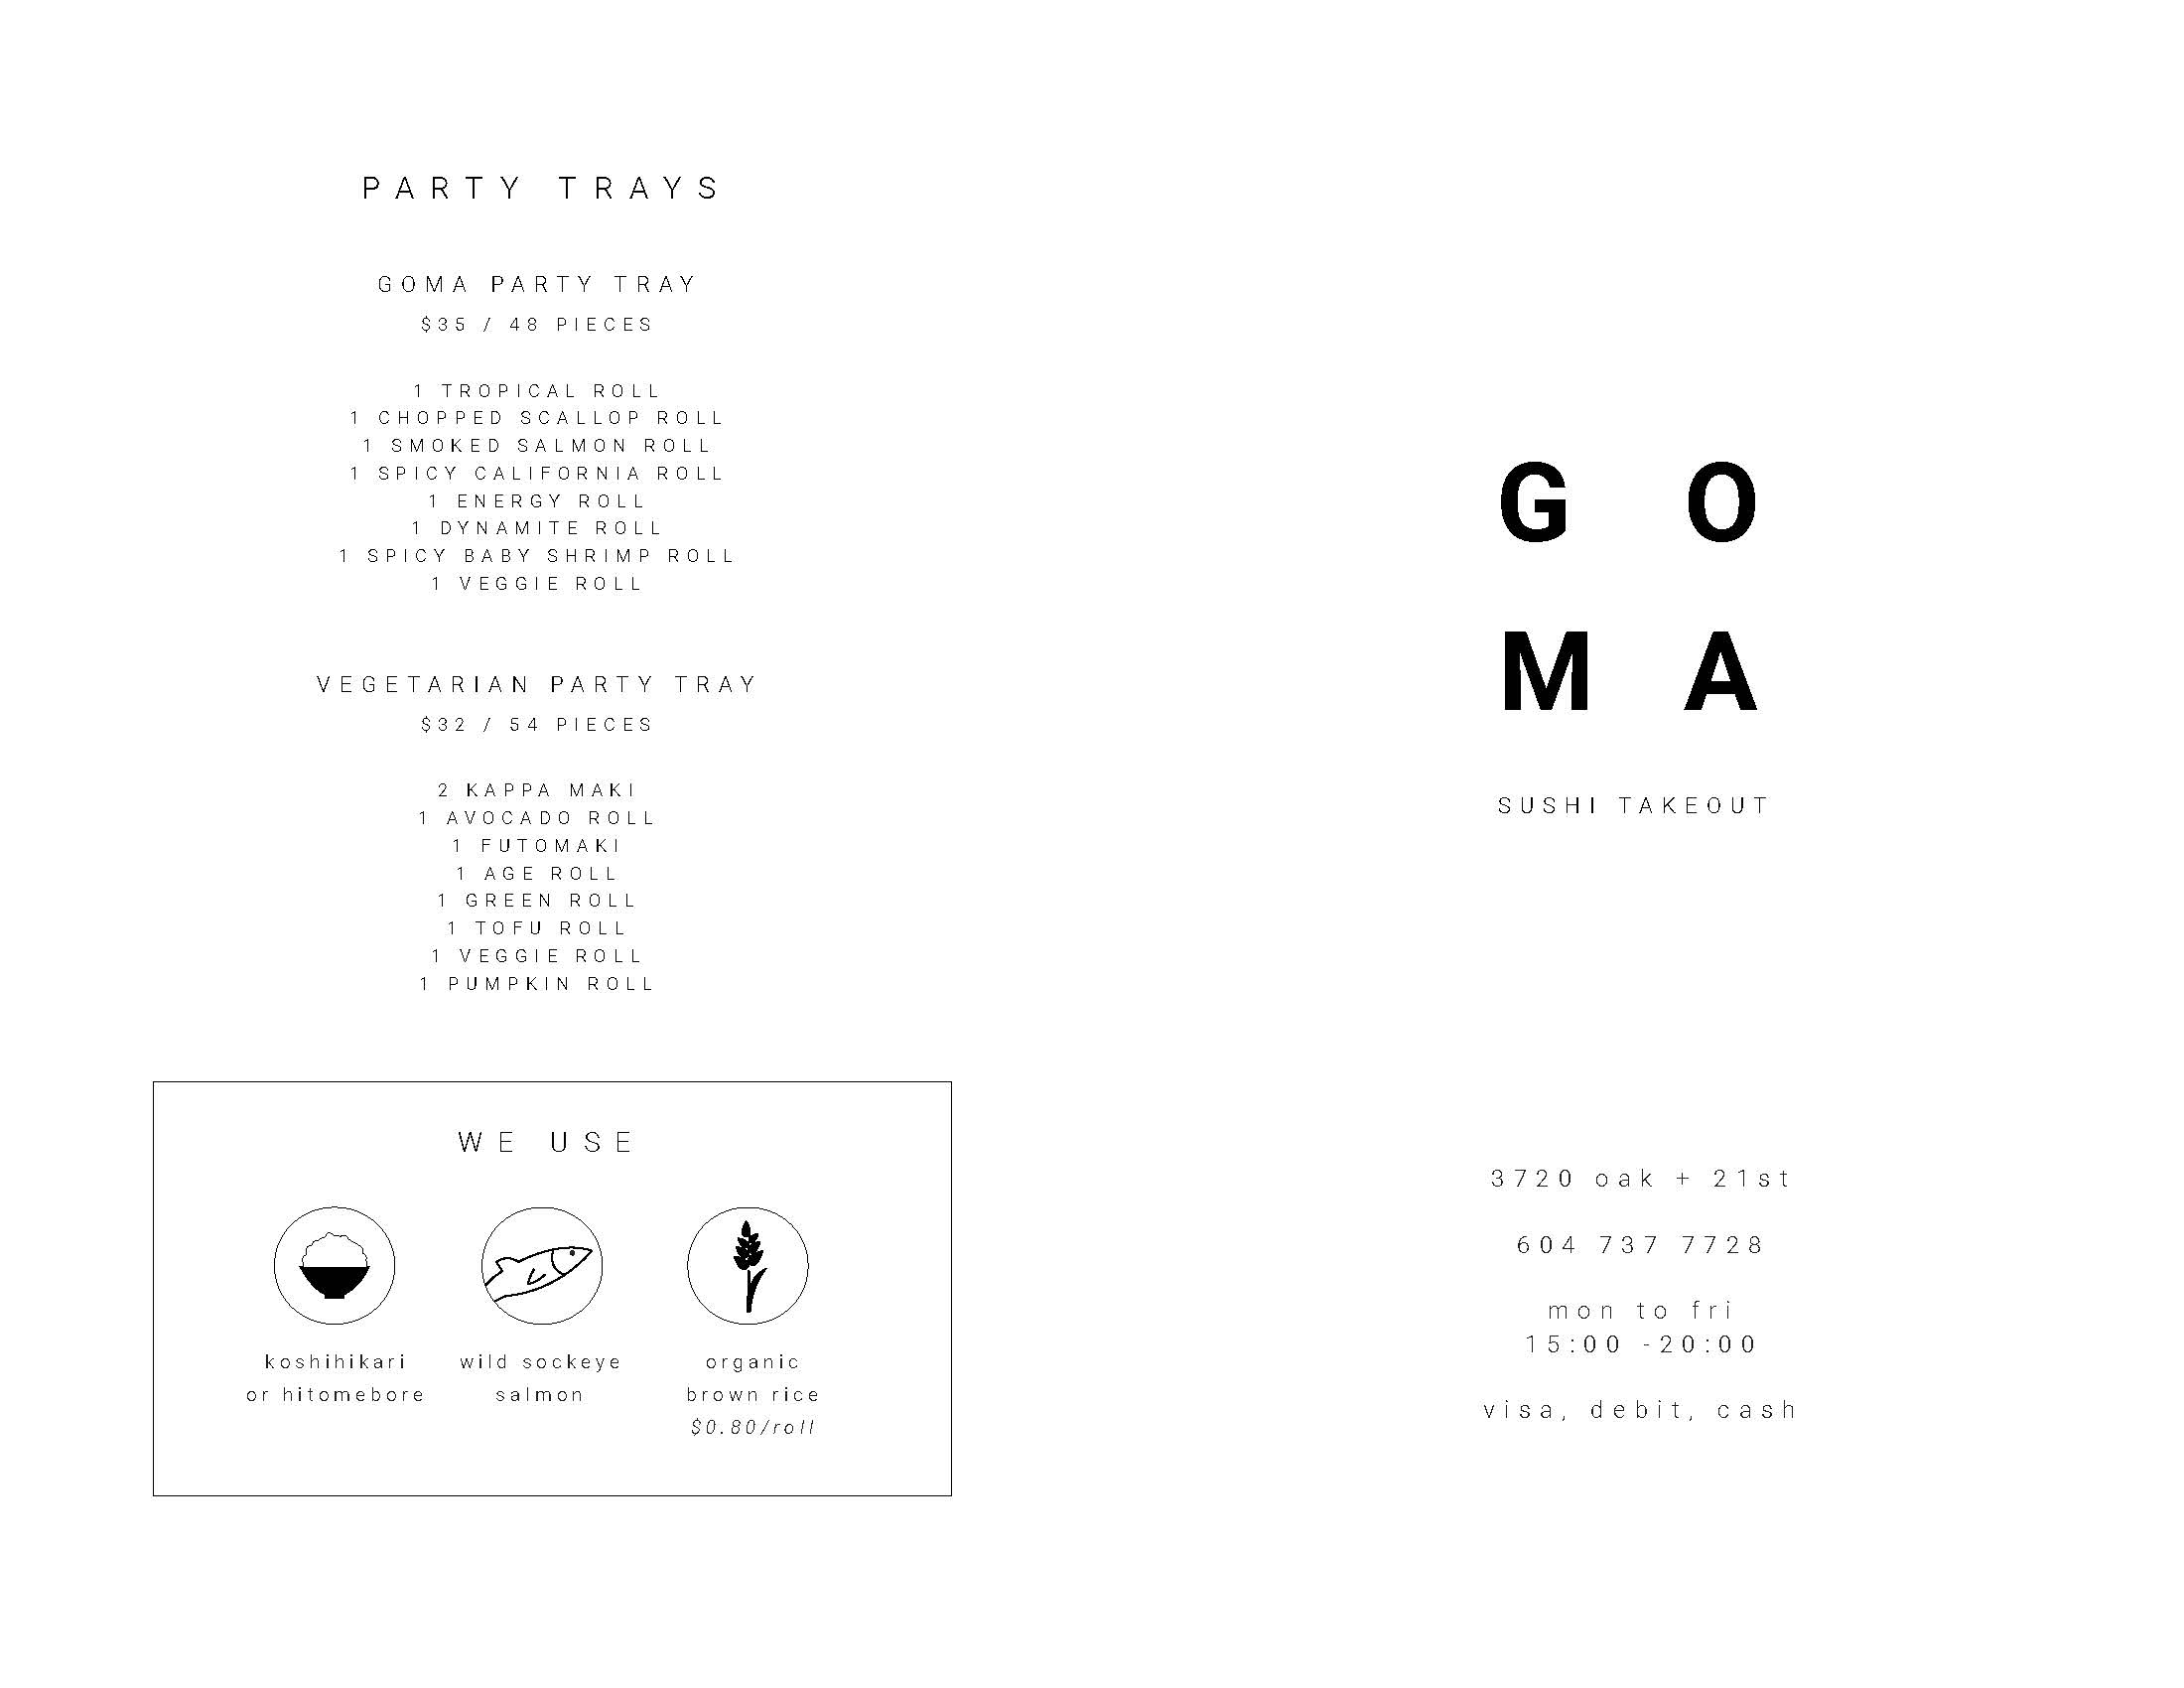 PARTY TRAYS
GOMA PARTY TRAY
$35 / 48 PIECES
1 TROPICAL ROLL
1 CHOPPED SCALLOP ROLL
1 SMOKED SALMON ROLL
1 SPICY CALIFORNIA ROLL
1 ENERGY ROLL
1 DYNAMITE ROLL
1 SPICY BABY SHRIMP ROLL
1 VEGGIE ROLL
VEGETARIAN PARTY TRAY
$32 / 54 PIECES
2 KAPPA MAKI
1 AVOCADO ROLL
1 FUTOMAKI
1 AGE ROLL
1 GREEN ROLL
1 TOFU ROLL
1 VEGGIE ROLL
1 PUMPKIN ROLL
WE USE
koshihikari
or hitomebore
wild sockeye
salmon
organic
brown rice
$0.80/roll
G O
M A
SUSHI TAKEOUT
3720 oak + 21st
604 737 7728
mon to fri
15:00 -20:00
visa, debit, cash